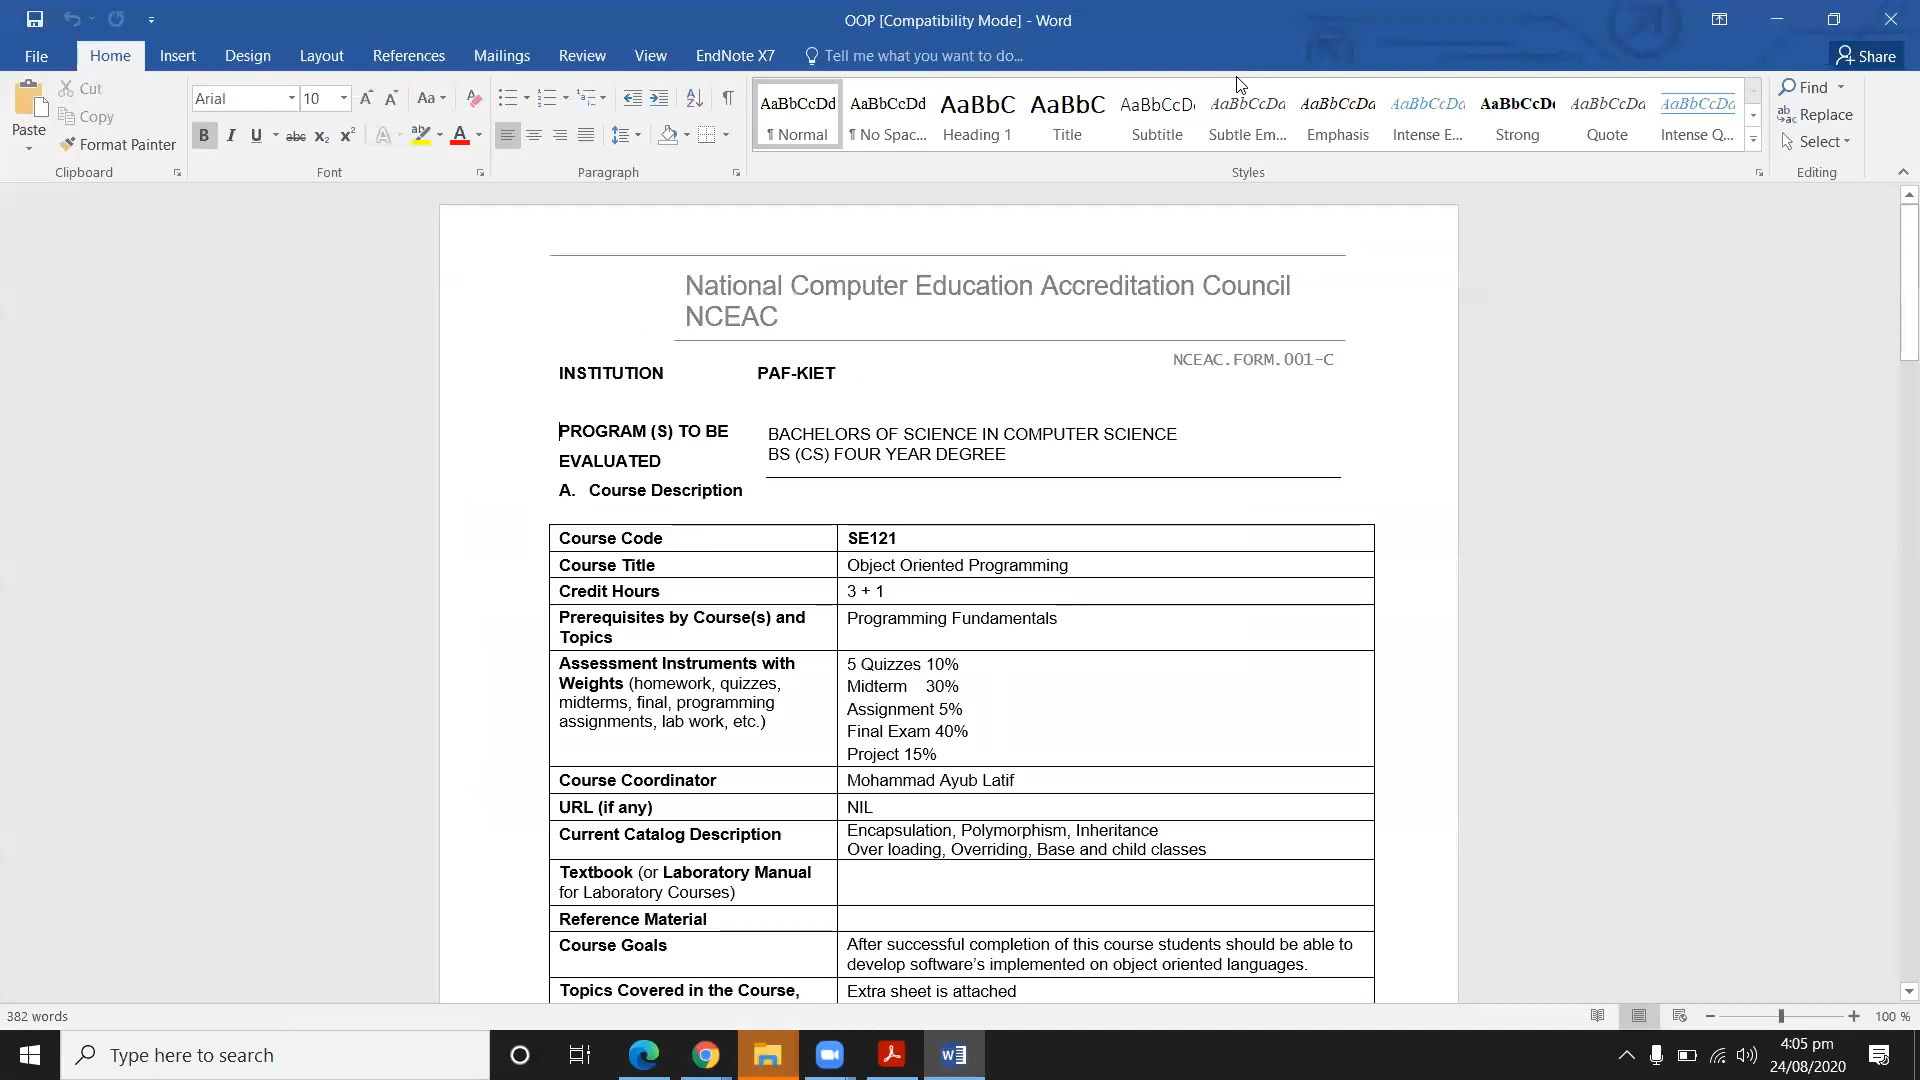 OOP [Compatibility Mode] - Word
File Home Insert Design Layout References Mailings Review View EndNote X7 Tell me what you want to do... Share
Paste
Cut
Copy
Format Painter
Clipboard
Arial 10 Aa
B I U abc X₂ X² A ab A
Font
Paragraph
AaBbCcDd AaBbCcDd AaBbC AaBbC AaBbCcD AaBbCcDd AaBbCcDd AaBbCcDd AaBbCcDd AaBbCcDd AaBbCcDd
¶ Normal ¶ No Spac... Heading 1 Title Subtitle Subtle Em... Emphasis Intense E... Strong Quote Intense Q...
Styles
Find
Replace
Select
Editing
National Computer Education Accreditation Council
NCEAC
NCEAC.FORM.001-C
INSTITUTION PAF-KIET
PROGRAM (S) TO BE
EVALUATED
BACHELORS OF SCIENCE IN COMPUTER SCIENCE
BS (CS) FOUR YEAR DEGREE
A. Course Description
Course Code SE121
Course Title Object Oriented Programming
Credit Hours 3 + 1
Prerequisites by Course(s) and
Topics
Programming Fundamentals
Assessment Instruments with
Weights (homework, quizzes,
midterms, final, programming
assignments, lab work, etc.)
5 Quizzes 10%
Midterm 30%
Assignment 5%
Final Exam 40%
Project 15%
Course Coordinator Mohammad Ayub Latif
URL (if any) NIL
Current Catalog Description
Encapsulation, Polymorphism, Inheritance
Over loading, Overriding, Base and child classes
Textbook (or Laboratory Manual
for Laboratory Courses)
Reference Material
Course Goals
After successful completion of this course students should be able to
develop software's implemented on object oriented languages.
Topics Covered in the Course, Extra sheet is attached
382 words
100 %
Type here to search
4:05 pm
24/08/2020